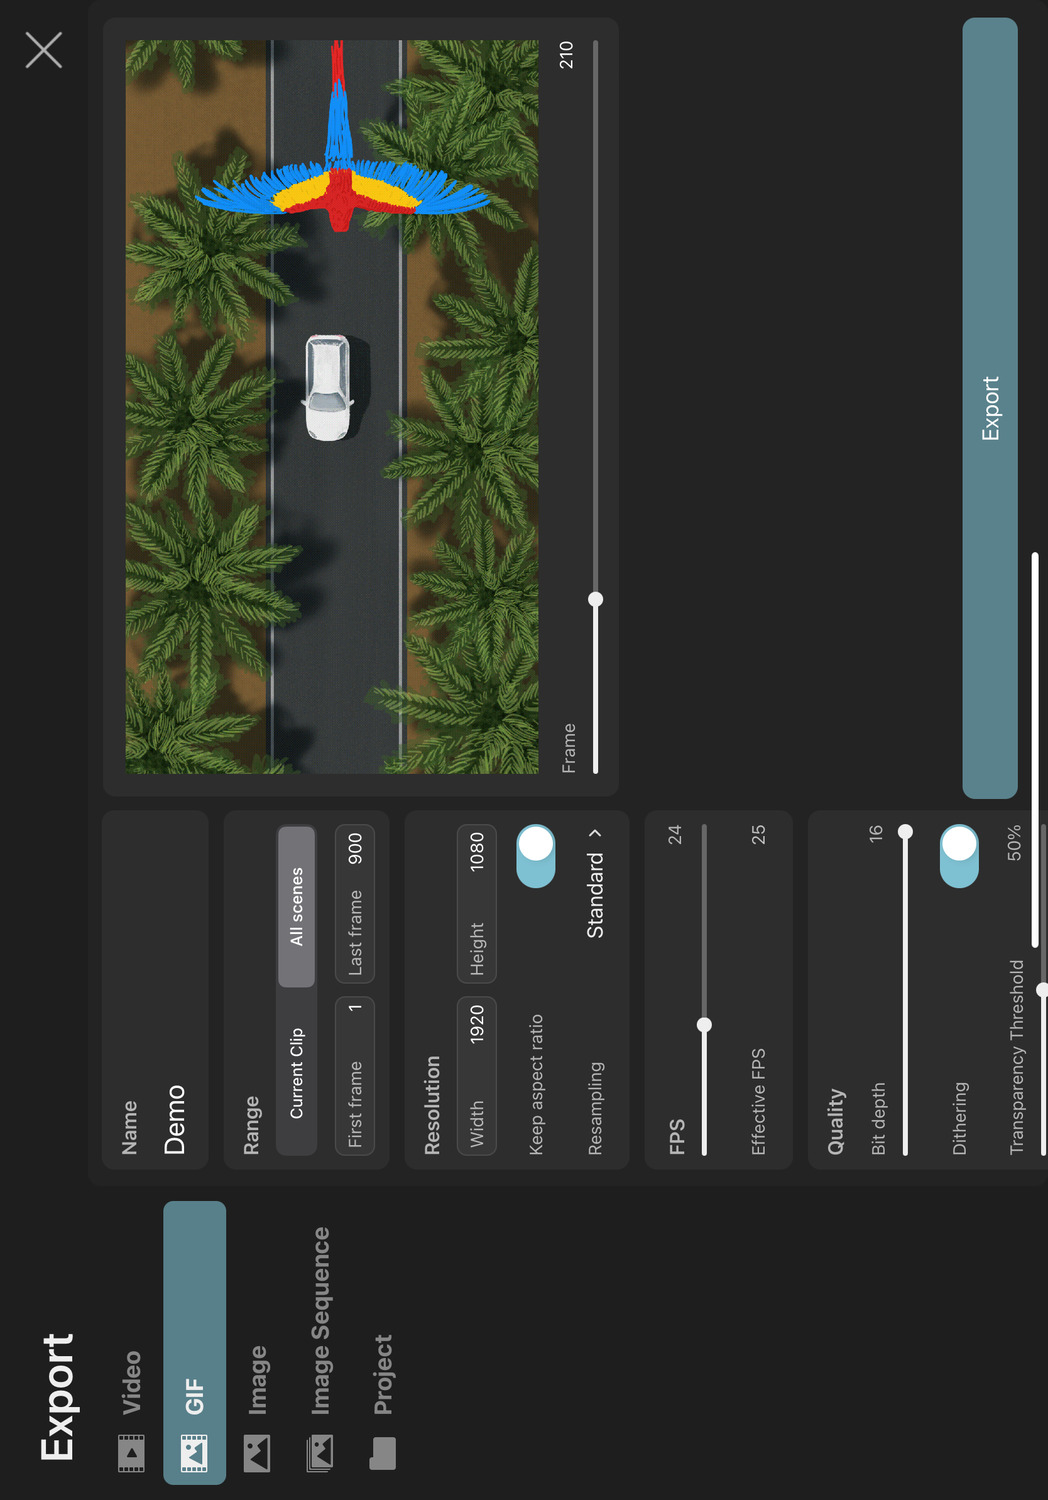 Export
Video
GIF
Image
Image Sequence
Project
Name
Demo
Range
Current Clip All scenes
First frame 1 Last frame 900
Resolution
Width 1920 Height 1080
Keep aspect ratio
Resampling Standard
FPS 24
Effective FPS 25
Quality
Bit depth 16
Dithering
Transparency Threshold 50%
Frame 210
Export